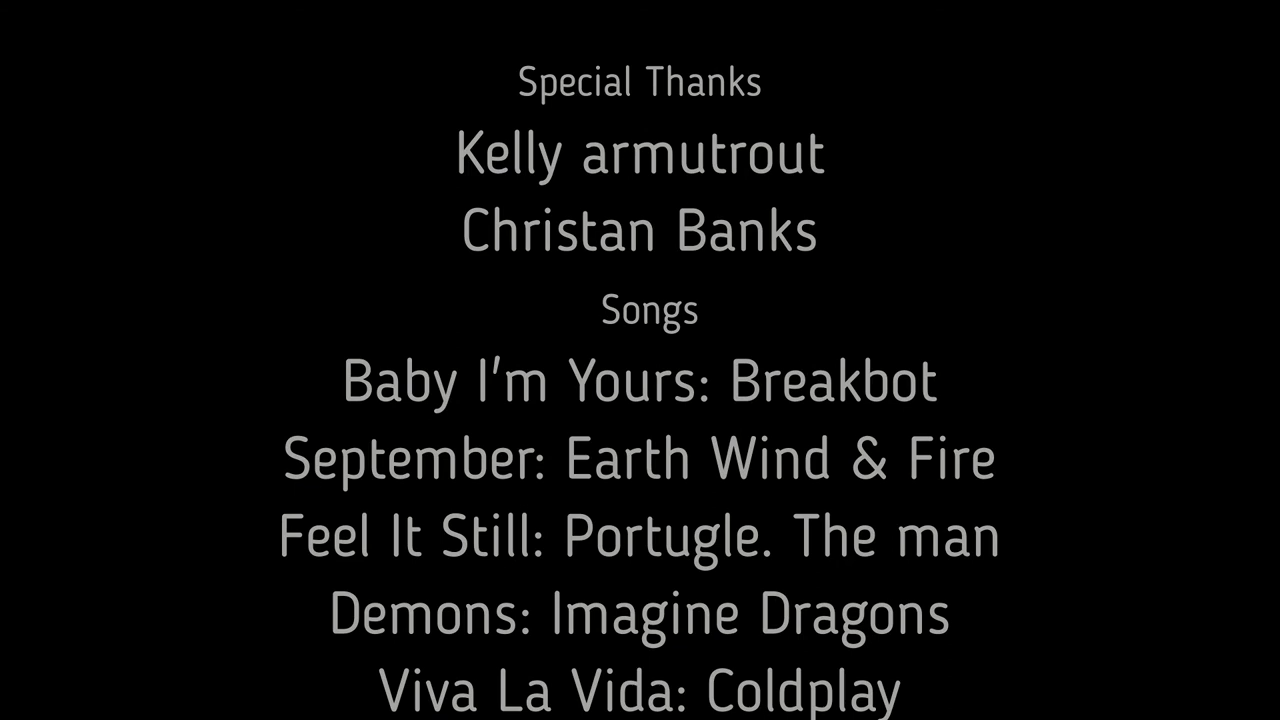 Special Thanks
Kelly armutrout
Christan Banks
Songs
Baby I'm Yours: Breakbot
September: Earth Wind & Fire
Feel It Still: Portugle. The man
Demons: Imagine Dragons
Viva La Vida: Coldplay